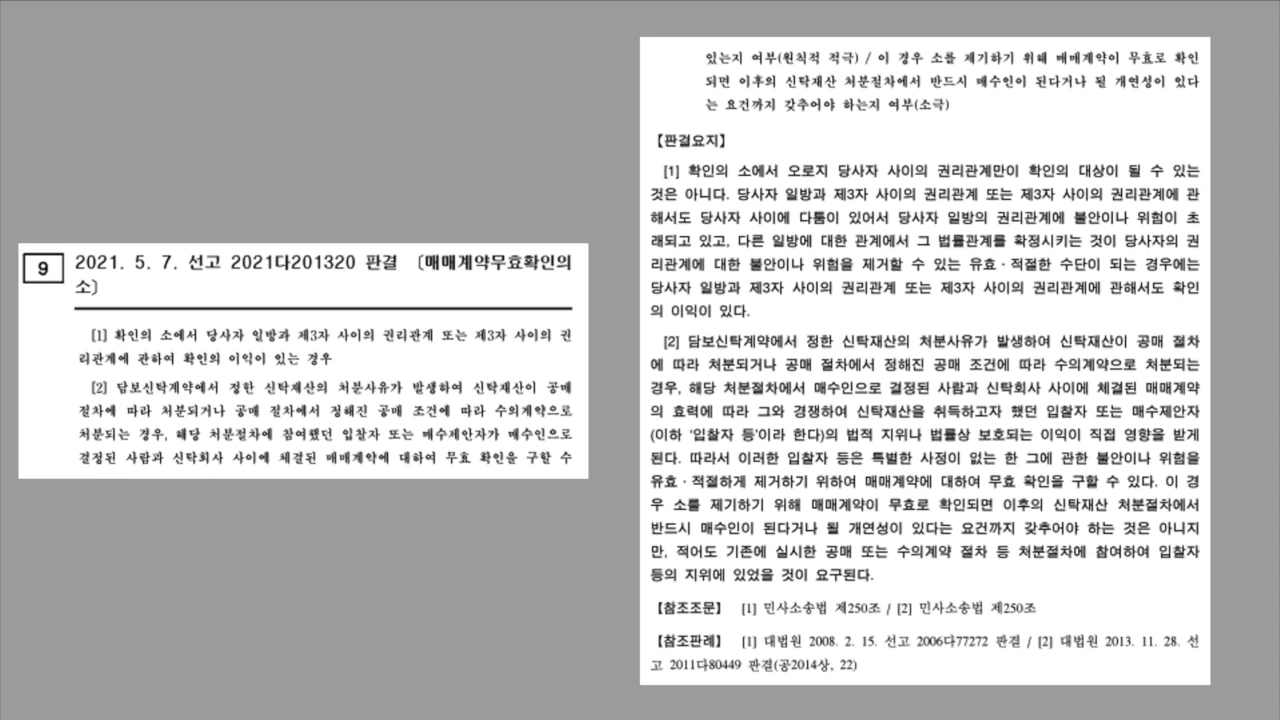 9
2021. 5. 7. 선고 2021다201320 판결 〔매매계약무효확인의
소〕
[1] 확인의 소에서 당사자 일방과 제3자 사이의 권리관계 또는 제3자 사이의 권
리관계에 관하여 확인의 이익이 있는 경우
[2] 담보신탁계약에서 정한 신탁재산의 처분사유가 발생하여 신탁재산이 공매
절차에 따라 처분되거나 공매 절차에서 정해진 공매 조건에 따라 수의계약으로
처분되는 경우, 해당 처분절차에 참여했던 입찰자 또는 매수제안자가 매수인으로
결정된 사람과 신탁회사 사이에 체결된 매매계약에 대하여 무효 확인을 구할 수
있는지 여부(원칙적 적극) / 이 경우 소를 제기하기 위해 매매계약이 무효로 확인
되면 이후의 신탁재산 처분절차에서 반드시 매수인이 된다거나 될 개연성이 있다
는 요건까지 갖추어야 하는지 여부(소극)
【판결요지】
[1] 확인의 소에서 오로지 당사자 사이의 권리관계만이 확인의 대상이 될 수 있는
것은 아니다. 당사자 일방과 제3자 사이의 권리관계 또는 제3자 사이의 권리관계에 관
해서도 당사자 사이에 다툼이 있어서 당사자 일방의 권리관계에 불안이나 위험이 초
래되고 있고, 다른 일방에 대한 관계에서 그 법률관계를 확정시키는 것이 당사자의 권
리관계에 대한 불안이나 위험을 제거할 수 있는 유효·적절한 수단이 되는 경우에는
당사자 일방과 제3자 사이의 권리관계 또는 제3자 사이의 권리관계에 관해서도 확인
의 이익이 있다.
[2] 담보신탁계약에서 정한 신탁재산의 처분사유가 발생하여 신탁재산이 공매 절차
에 따라 처분되거나 공매 절차에서 정해진 공매 조건에 따라 수의계약으로 처분되는
경우, 해당 처분절차에서 매수인으로 결정된 사람과 신탁회사 사이에 체결된 매매계약
의 효력에 따라 그와 경쟁하여 신탁재산을 취득하고자 했던 입찰자 또는 매수제안자
(이하 '입찰자 등'이라 한다)의 법적 지위나 법률상 보호되는 이익이 직접 영향을 받게
된다. 따라서 이러한 입찰자 등은 특별한 사정이 없는 한 그에 관한 불안이나 위험을
유효·적절하게 제거하기 위하여 매매계약에 대하여 무효 확인을 구할 수 있다. 이 경
우 소를 제기하기 위해 매매계약이 무효로 확인되면 이후의 신탁재산 처분절차에서
반드시 매수인이 된다거나 될 개연성이 있다는 요건까지 갖추어야 하는 것은 아니지
만, 적어도 기존에 실시한 공매 또는 수의계약 절차 등 처분절차에 참여하여 입찰자
등의 지위에 있었을 것이 요구된다.
【참조조문】 [1] 민사소송법 제250조 / [2] 민사소송법 제250조
【참조판례】 [1] 대법원 2008. 2. 15. 선고 2006다77272 판결 / [2] 대법원 2013. 11. 28. 선
고 2011다80449 판결(공2014상, 22)